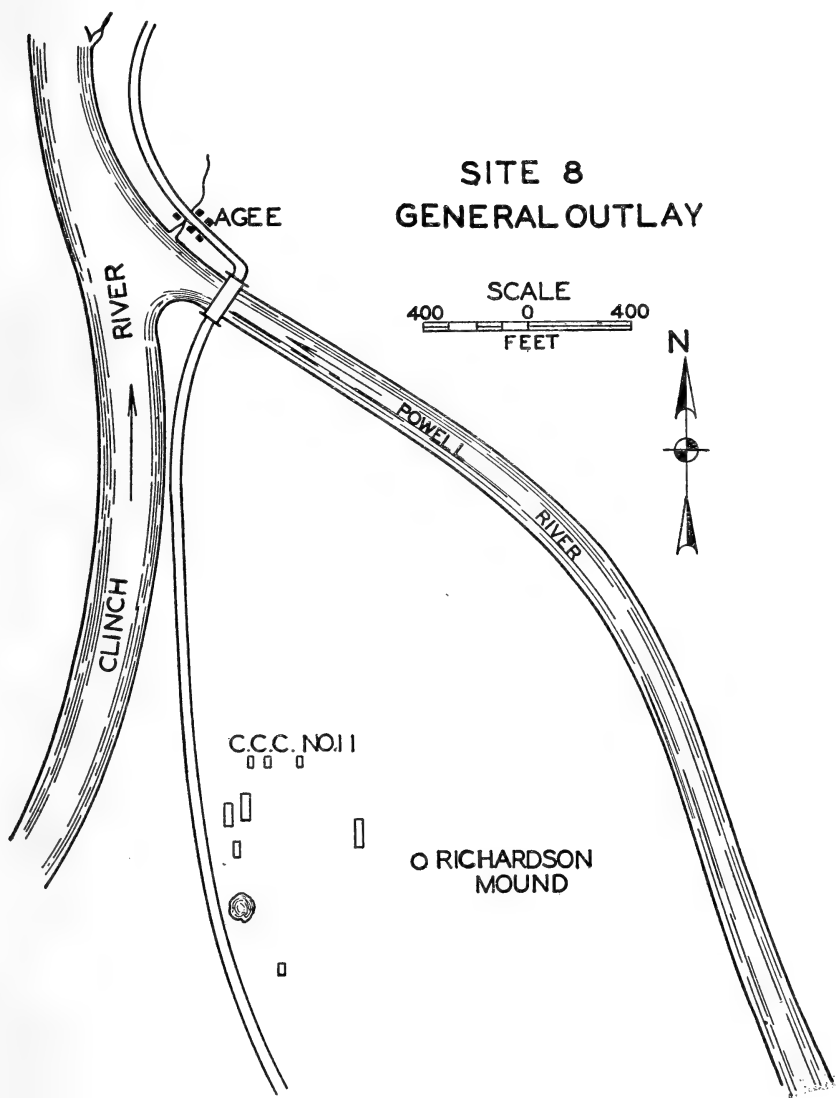 SITE 8
GENERAL OUTLAY
AGEE
SCALE
400 0 400
FEET
N
RIVER
CLINCH
POWELL
RIVER
C.C.C. NO.11
RICHARDSON
MOUND